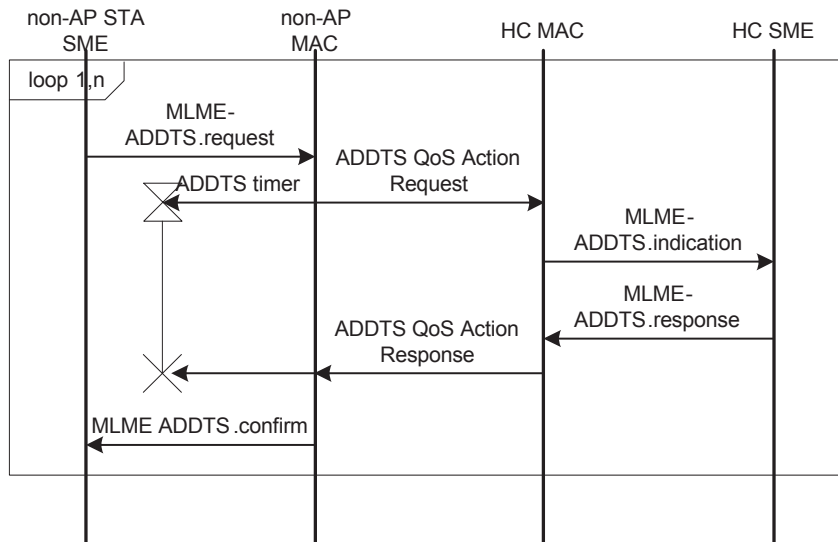 non-AP STA
SME
non-AP
MAC
HC MAC
HC SME
loop 1,n
MLME-
ADDTS.request
ADDTS timer
ADDTS QoS Action
Request
MLME-
ADDTS.indication
MLME-
ADDTS.response
ADDTS QoS Action
Response
MLME ADDTS.confirm